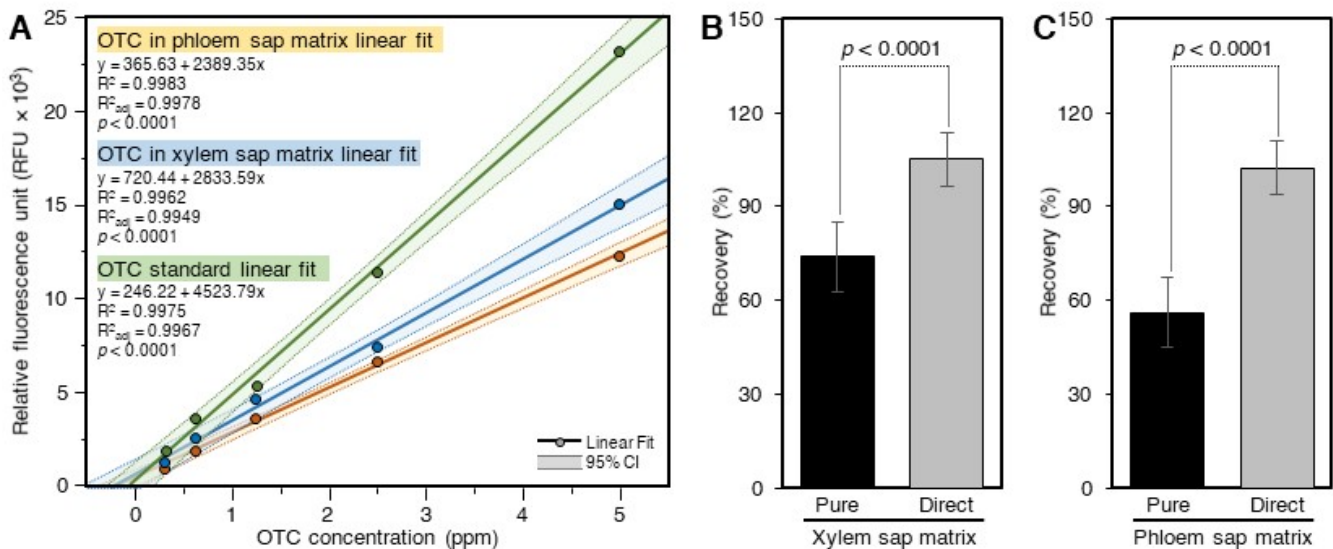 A
25
20
15
10
5
0
Relative fluorescence unit (RFU × 10³)
OTC in phloem sap matrix linear fit
y = 365.63 + 2389.35x
R² = 0.9983
R²adj = 0.9978
p < 0.0001
OTC in xylem sap matrix linear fit
y = 720.44 + 2833.59x
R² = 0.9962
R²adj = 0.9949
p < 0.0001
OTC standard linear fit
y = 246.22 + 4523.79x
R² = 0.9975
R²adj = 0.9967
p < 0.0001
Linear Fit
95% CI
0 1 2 3 4 5
OTC concentration (ppm)
B
150
120
90
60
30
0
Recovery (%)
p < 0.0001
Pure Direct
Xylem sap matrix
C
150
120
90
60
30
0
Recovery (%)
p < 0.0001
Pure Direct
Phloem sap matrix